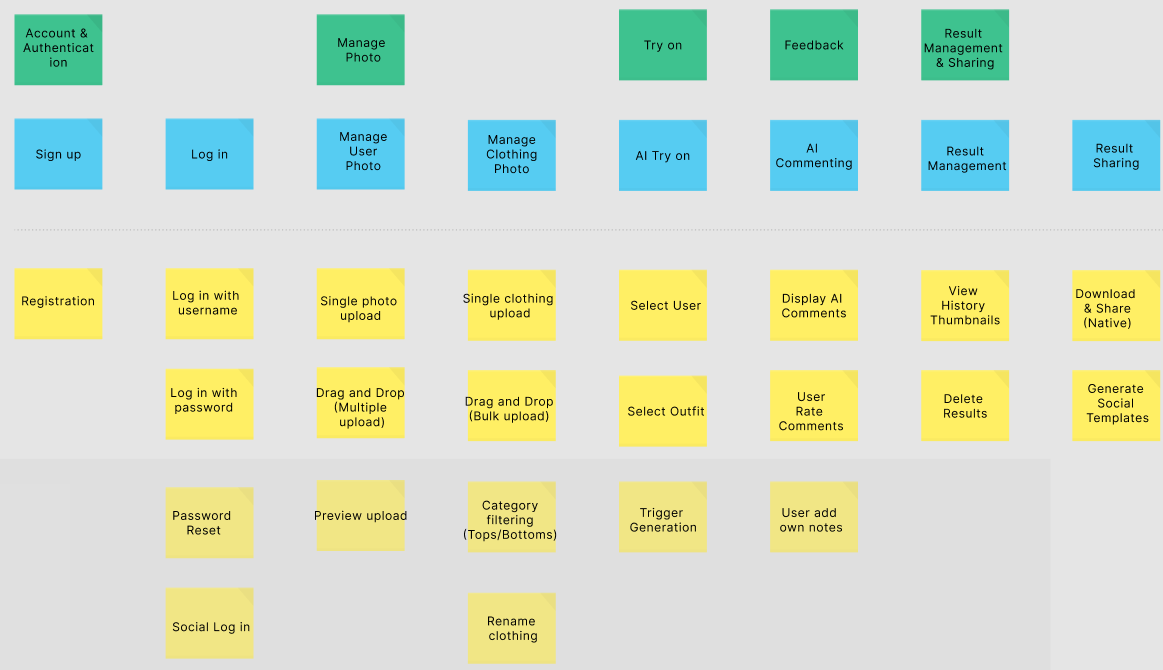 Account &
Authenticat
ion
Manage
Photo
Try on
Feedback
Result
Management
& Sharing
Sign up
Log in
Manage
User
Photo
Manage
Clothing
Photo
AI Try on
AI
Commenting
Result
Management
Result
Sharing
Registration
Log in with
username
Single photo
upload
Single clothing
upload
Select User
Display AI
Comments
View
History
Thumbnails
Download
& Share
(Native)
Log in with
password
Drag and Drop
(Multiple
upload)
Drag and Drop
(Bulk upload)
Select Outfit
User
Rate
Comments
Delete
Results
Generate
Social
Templates
Password
Reset
Preview upload
Category
filtering
(Tops/Bottoms)
Trigger
Generation
User add
own notes
Social Log in
Rename
clothing